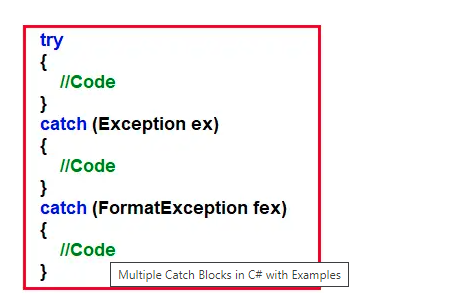 try
{
//Code
}
catch (Exception ex)
{
//Code
}
catch (FormatException fex)
{
//Code
}
Multiple Catch Blocks in C# with Examples